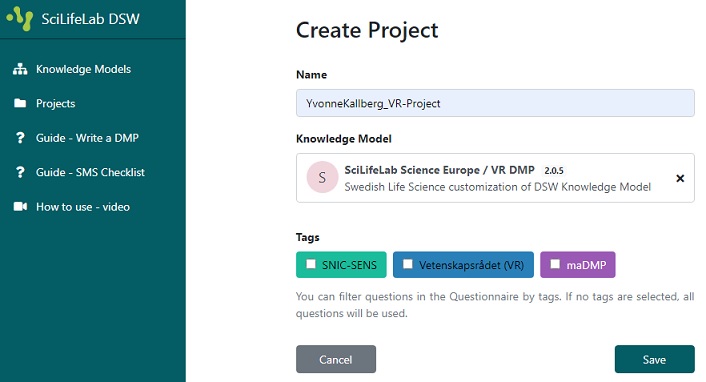 SciLifeLab DSW
Knowledge Models
Projects
? Guide - Write a DMP
? Guide - SMS Checklist
How to use - video
Create Project
Name
YvonneKallberg_VR-Project
Knowledge Model
S
SciLifeLab Science Europe / VR DMP 2.0.5
Swedish Life Science customization of DSW Knowledge Model
Tags
SNIC-SENS
Vetenskapsrådet (VR)
maDMP
You can filter questions in the Questionnaire by tags. If no tags are selected, all
questions will be used.
Cancel
Save